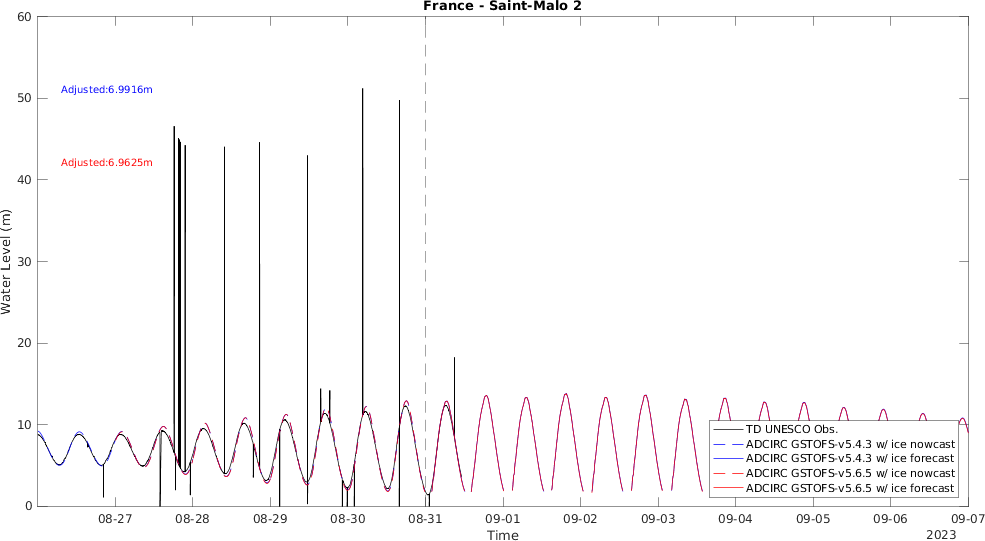 France - Saint-Malo 2
60
50
40
30
20
10
0
Adjusted:6.9916m
Adjusted:6.9625m
Water Level (m)
TD UNESCO Obs.
ADCIRC GSTOFS-v5.4.3 w/ ice nowcast
ADCIRC GSTOFS-v5.4.3 w/ ice forecast
ADCIRC GSTOFS-v5.6.5 w/ ice nowcast
ADCIRC GSTOFS-v5.6.5 w/ ice forecast
08-27 08-28 08-29 08-30 08-31 09-01 09-02 09-03 09-04 09-05 09-06 09-07
Time
2023